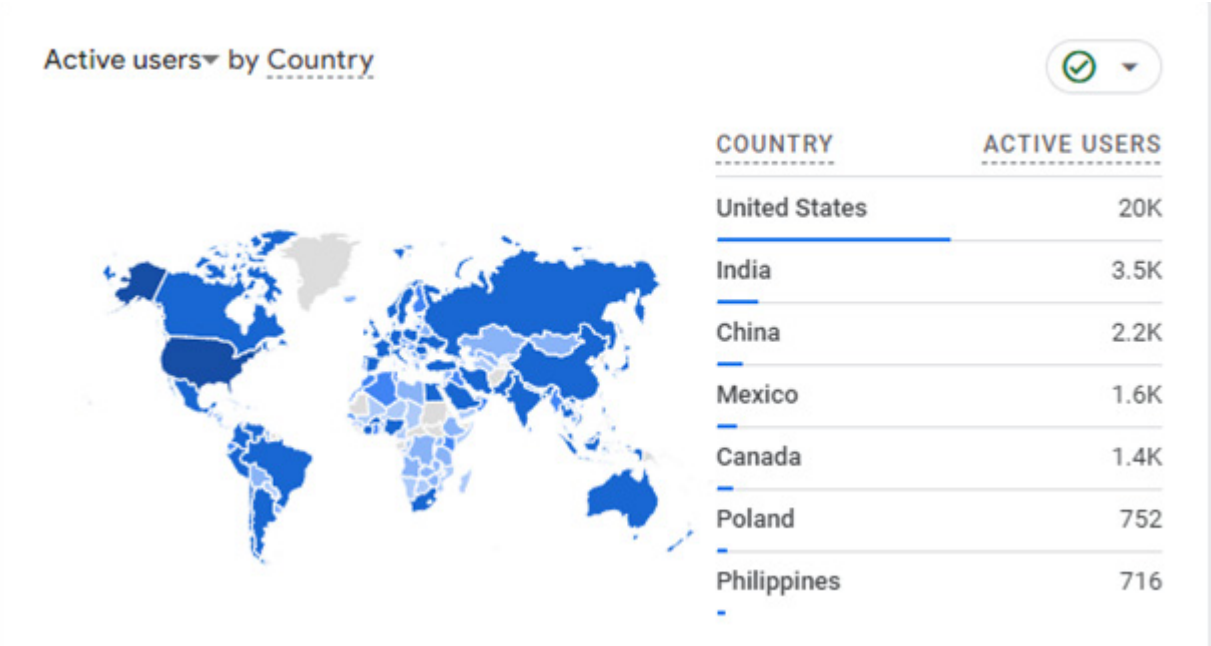 Active users by Country
COUNTRY ACTIVE USERS
United States 20K
India 3.5K
China 2.2K
Mexico 1.6K
Canada 1.4K
Poland 752
Philippines 716